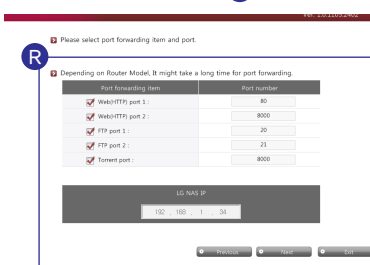 Ver. 1.0.1105.2402
Please select port forwarding item and port.
R
Depending on Router Model, It might take a long time for port forwarding.
Port forwarding item Port number
Web(HTTP) port 1 : 80
Web(HTTP) port 2 : 8000
FTP port 1 : 20
FTP port 2 : 21
Torrent port : 8000
LG NAS IP
192 . 168 . 1 . 34
Previous Next Exit